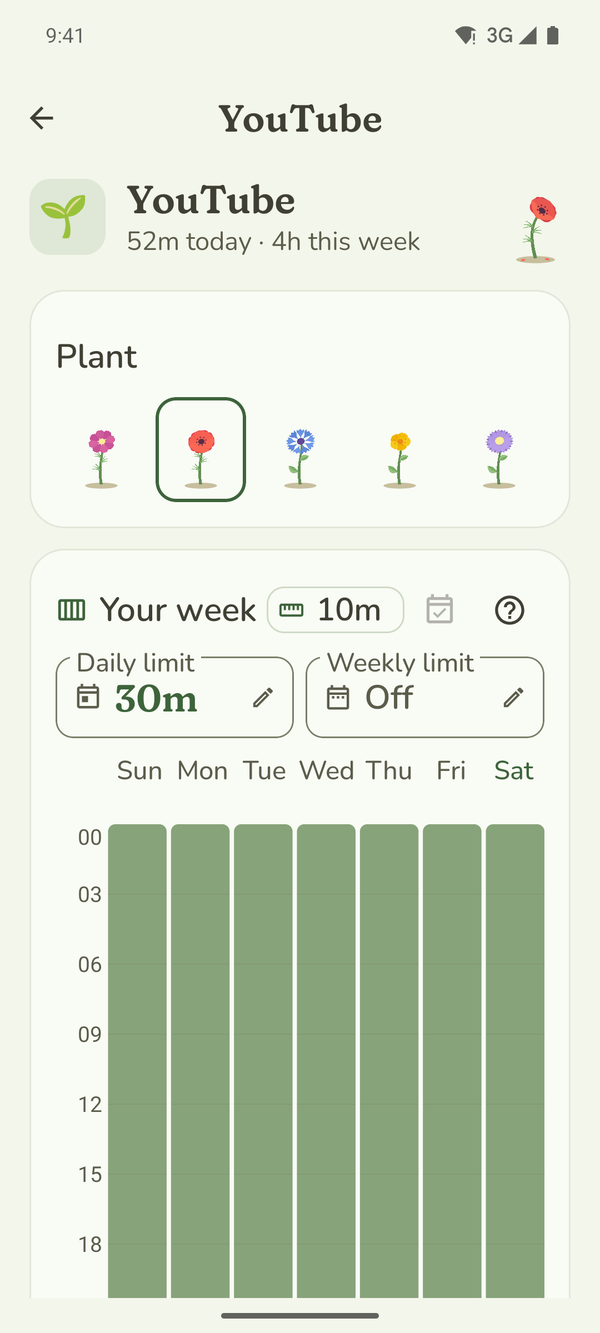 9:41
3G
YouTube
YouTube
52m today · 4h this week
Plant
Your week
10m
Daily limit
Weekly limit
30m
Off
Sun Mon Tue Wed Thu Fri Sat
00
03
06
09
12
15
18